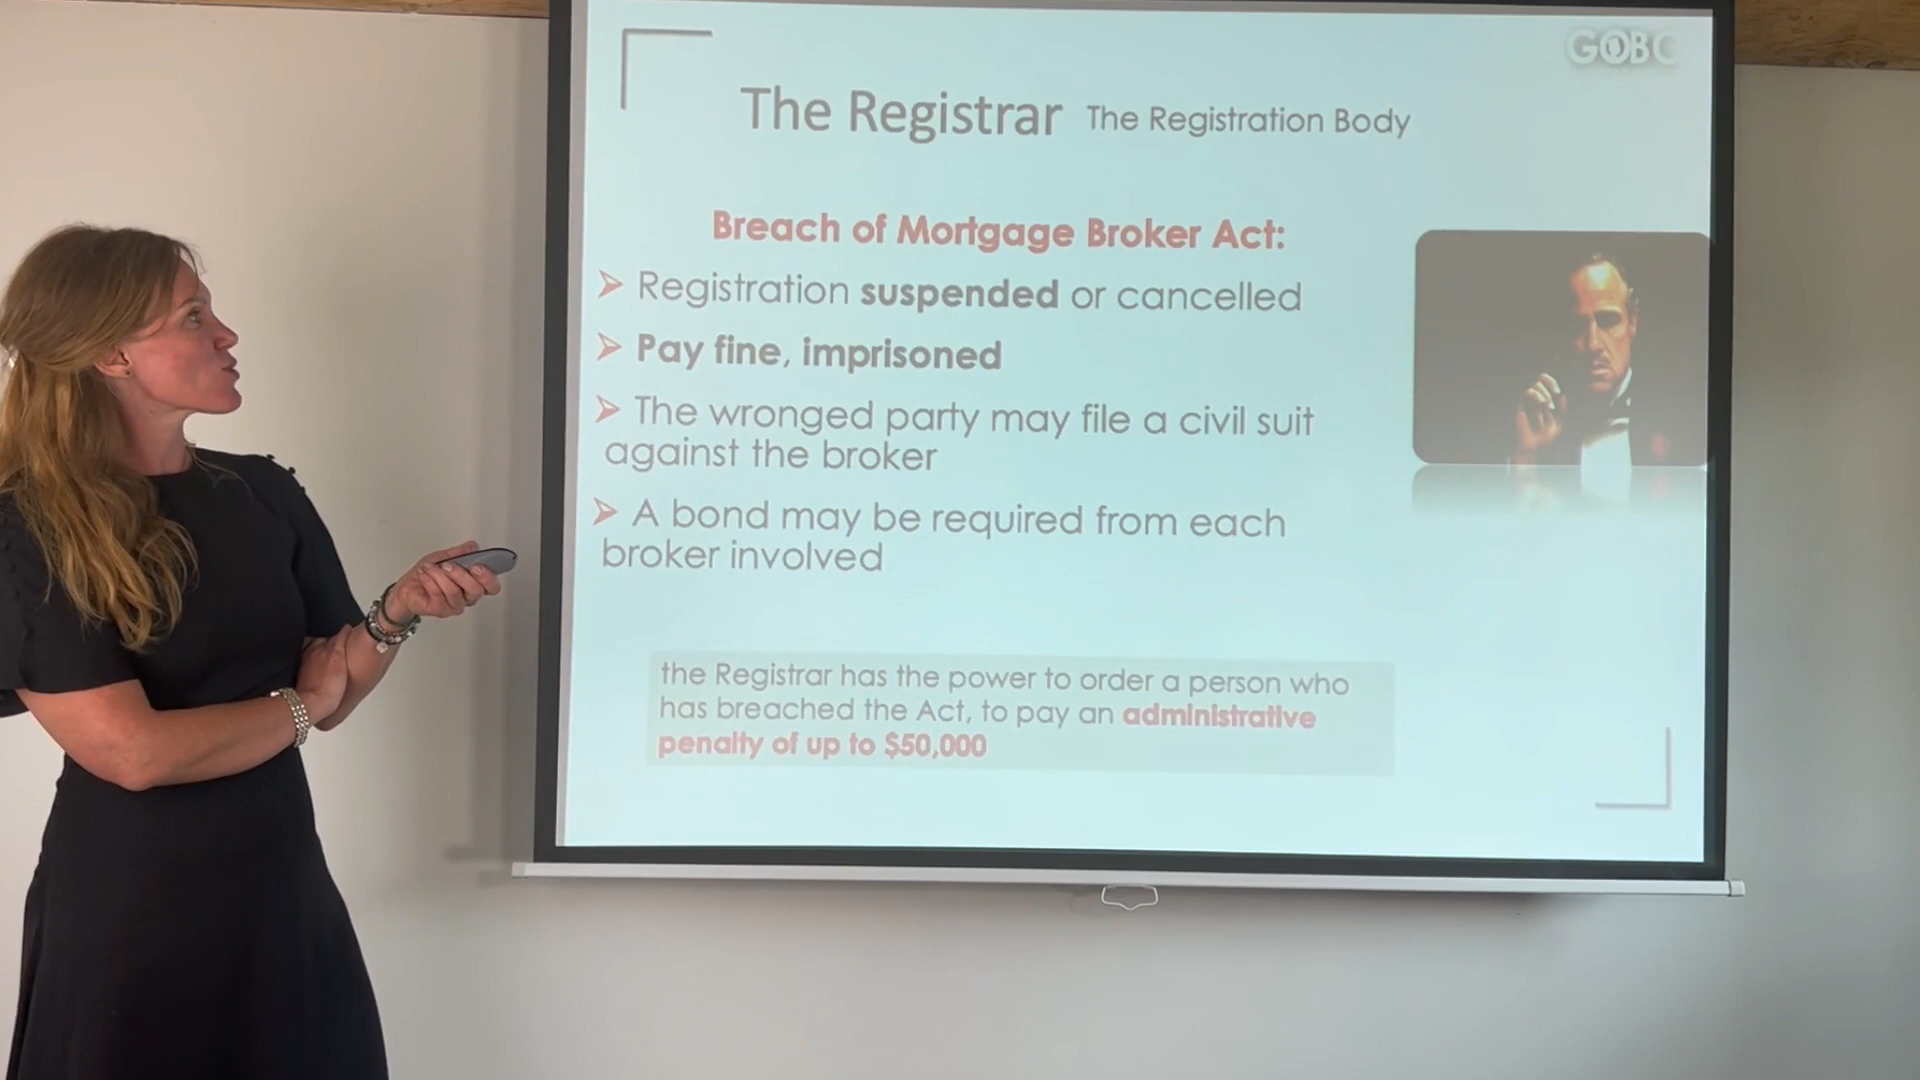 GOBC
The Registrar The Registration Body
Breach of Mortgage Broker Act:
Registration suspended or cancelled
Pay fine, imprisoned
The wronged party may file a civil suit
against the broker
A bond may be required from each
broker involved
the Registrar has the power to order a person who
has breached the Act, to pay an administrative
penalty of up to $50,000